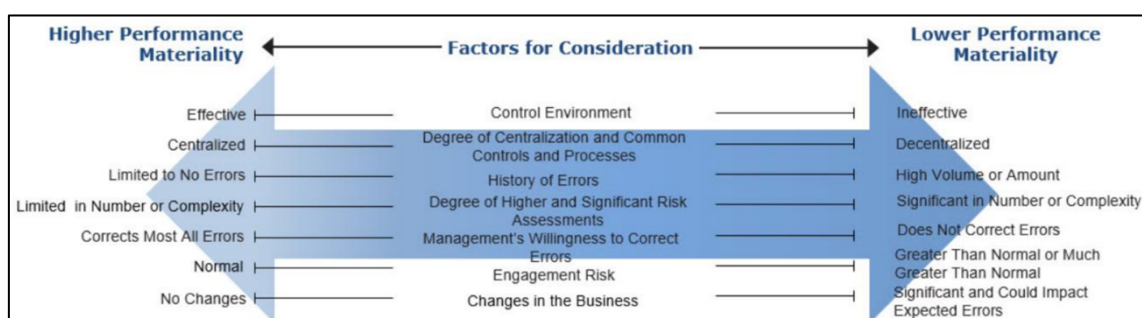 Higher Performance
Materiality
Factors for Consideration
Lower Performance
Materiality
Effective
Control Environment
Ineffective
Centralized
Degree of Centralization and Common
Controls and Processes
Decentralized
Limited to No Errors
History of Errors
High Volume or Amount
Limited in Number or Complexity
Degree of Higher and Significant Risk
Assessments
Significant in Number or Complexity
Corrects Most All Errors
Management's Willingness to Correct
Errors
Does Not Correct Errors
Normal
Engagement Risk
Greater Than Normal or Much
Greater Than Normal
No Changes
Changes in the Business
Significant and Could Impact
Expected Errors